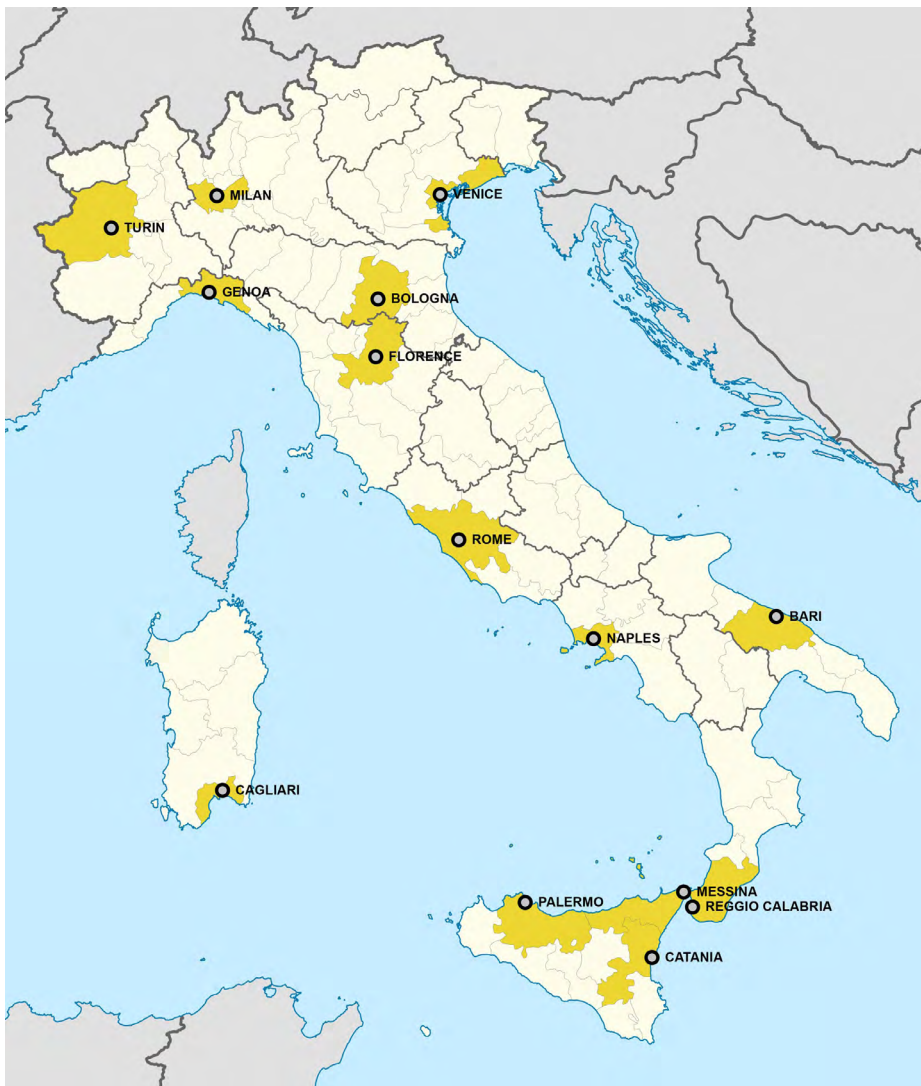 MILAN
VENICE
TURIN
GENOA
BOLOGNA
FLORENCE
ROME
BARI
NAPLES
CAGLIARI
MESSINA
PALERMO
REGGIO CALABRIA
CATANIA